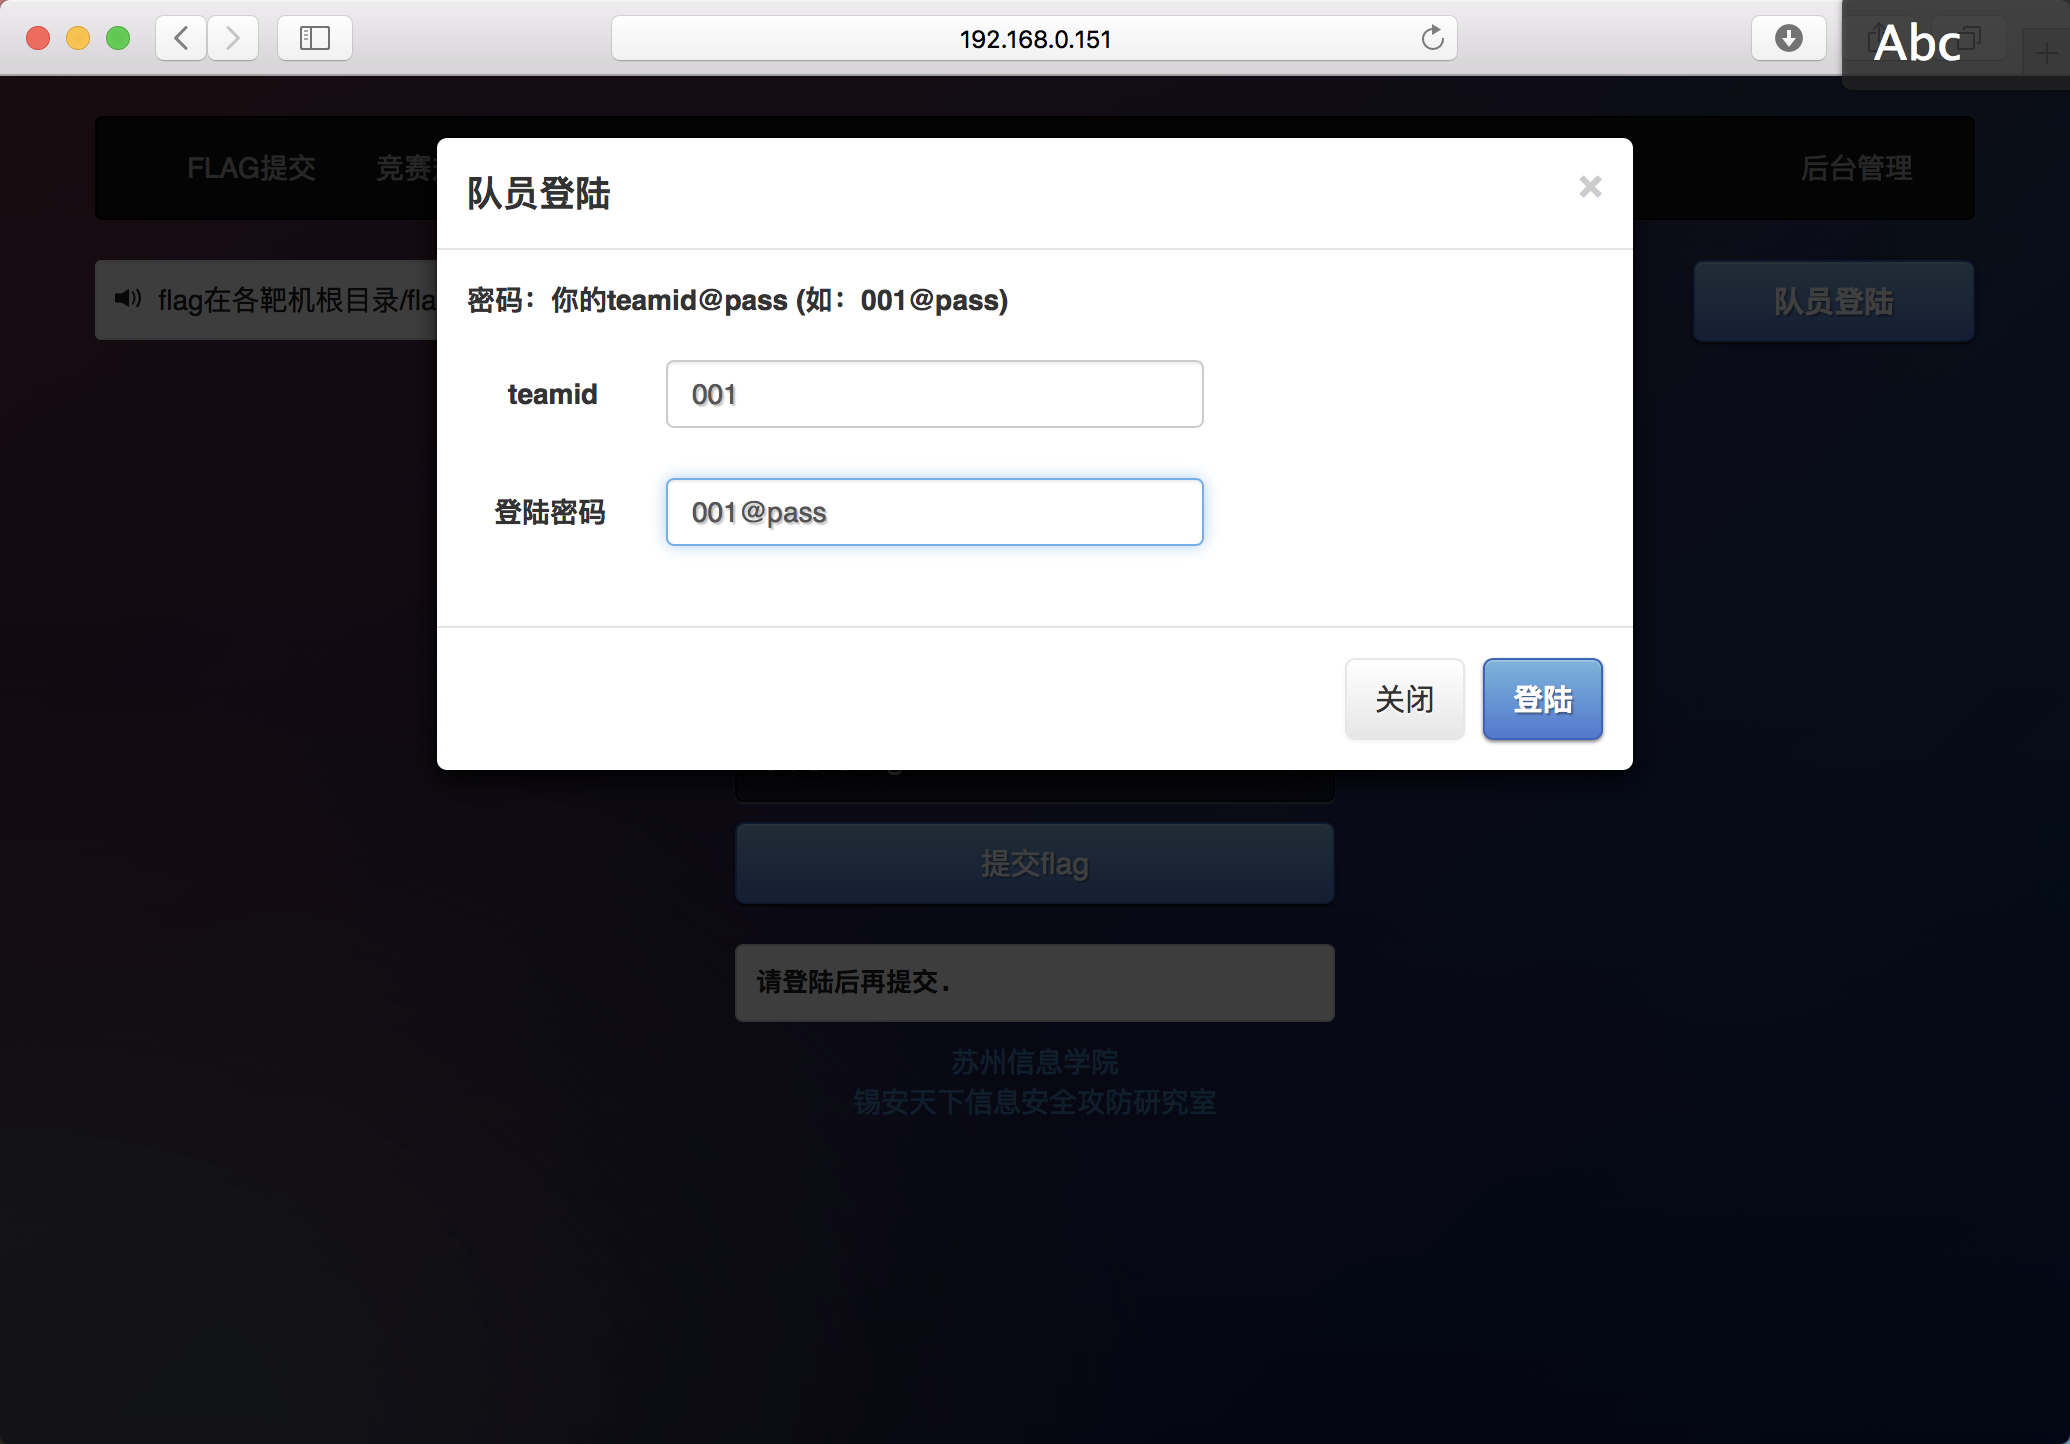 192.168.0.151
Abc
FLAG提交
竞赛
后台管理
队员登陆
×
flag在各靶机根目录/fla
队员登陆
密码：你的teamid@pass (如：001@pass)
teamid
001
登陆密码
001@pass
关闭
登陆
提交flag
请登陆后再提交.
苏州信息学院
锡安天下信息安全攻防研究室